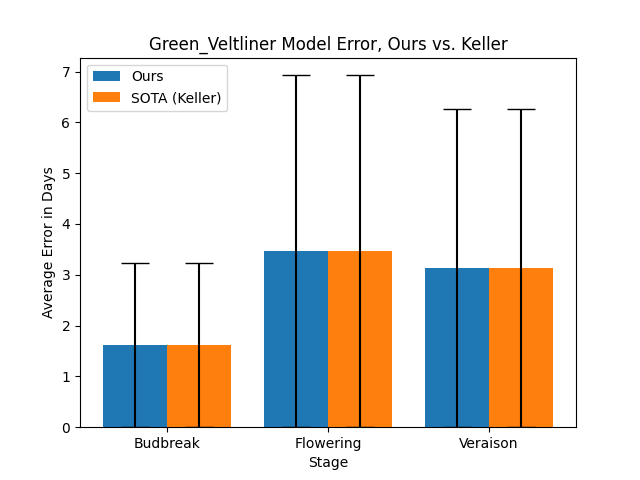 Green_Veltliner Model Error, Ours vs. Keller
Ours
SOTA (Keller)
Average Error in Days
7
6
5
4
3
2
1
0
Budbreak Flowering Veraison
Stage